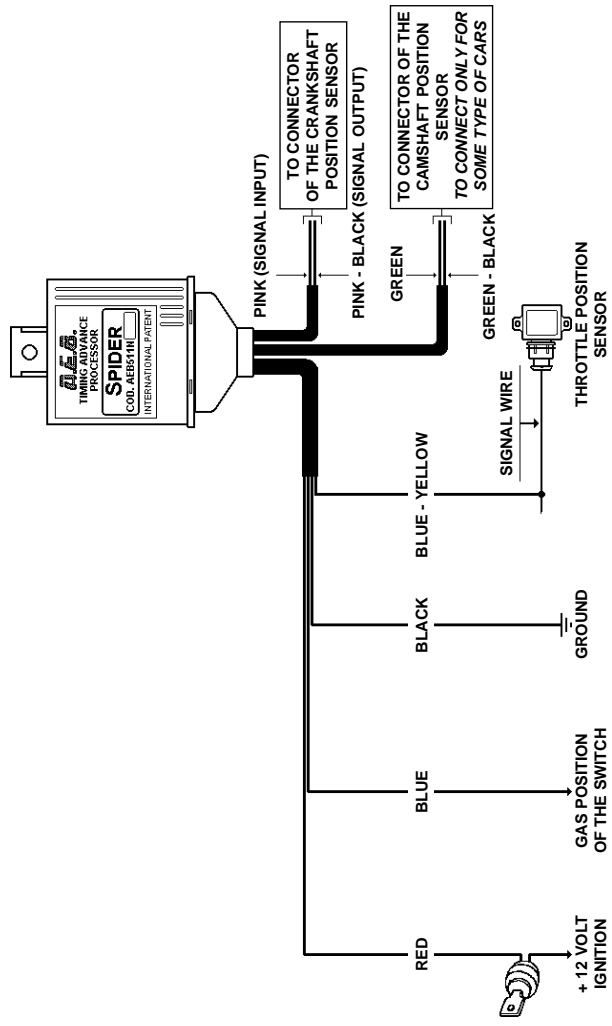 A.E.B.
TIMING ADVANCE
PROCESSOR
SPIDER
COD. AEB511N
INTERNATIONAL PATENT
PINK (SIGNAL INPUT)
TO CONNECTOR
OF THE CRANKSHAFT
POSITION SENSOR
PINK - BLACK (SIGNAL OUTPUT)
GREEN
TO CONNECTOR OF THE
CAMSHAFT POSITION
SENSOR
TO CONNECT ONLY FOR
SOME TYPE OF CARS
GREEN - BLACK
SIGNAL WIRE
THROTTLE POSITION
SENSOR
BLUE - YELLOW
BLACK
GROUND
BLUE
GAS POSITION
OF THE SWITCH
RED
+ 12 VOLT
IGNITION